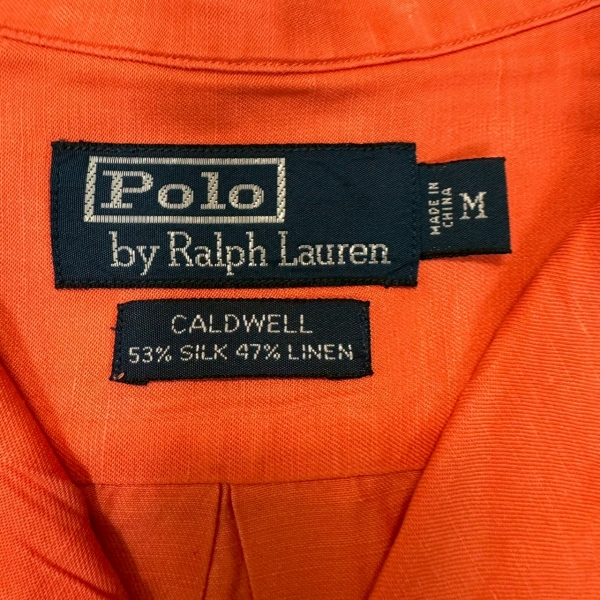 Polo
by Ralph Lauren
MADE IN
CHINA
M
CALDWELL
53% SILK 47% LINEN